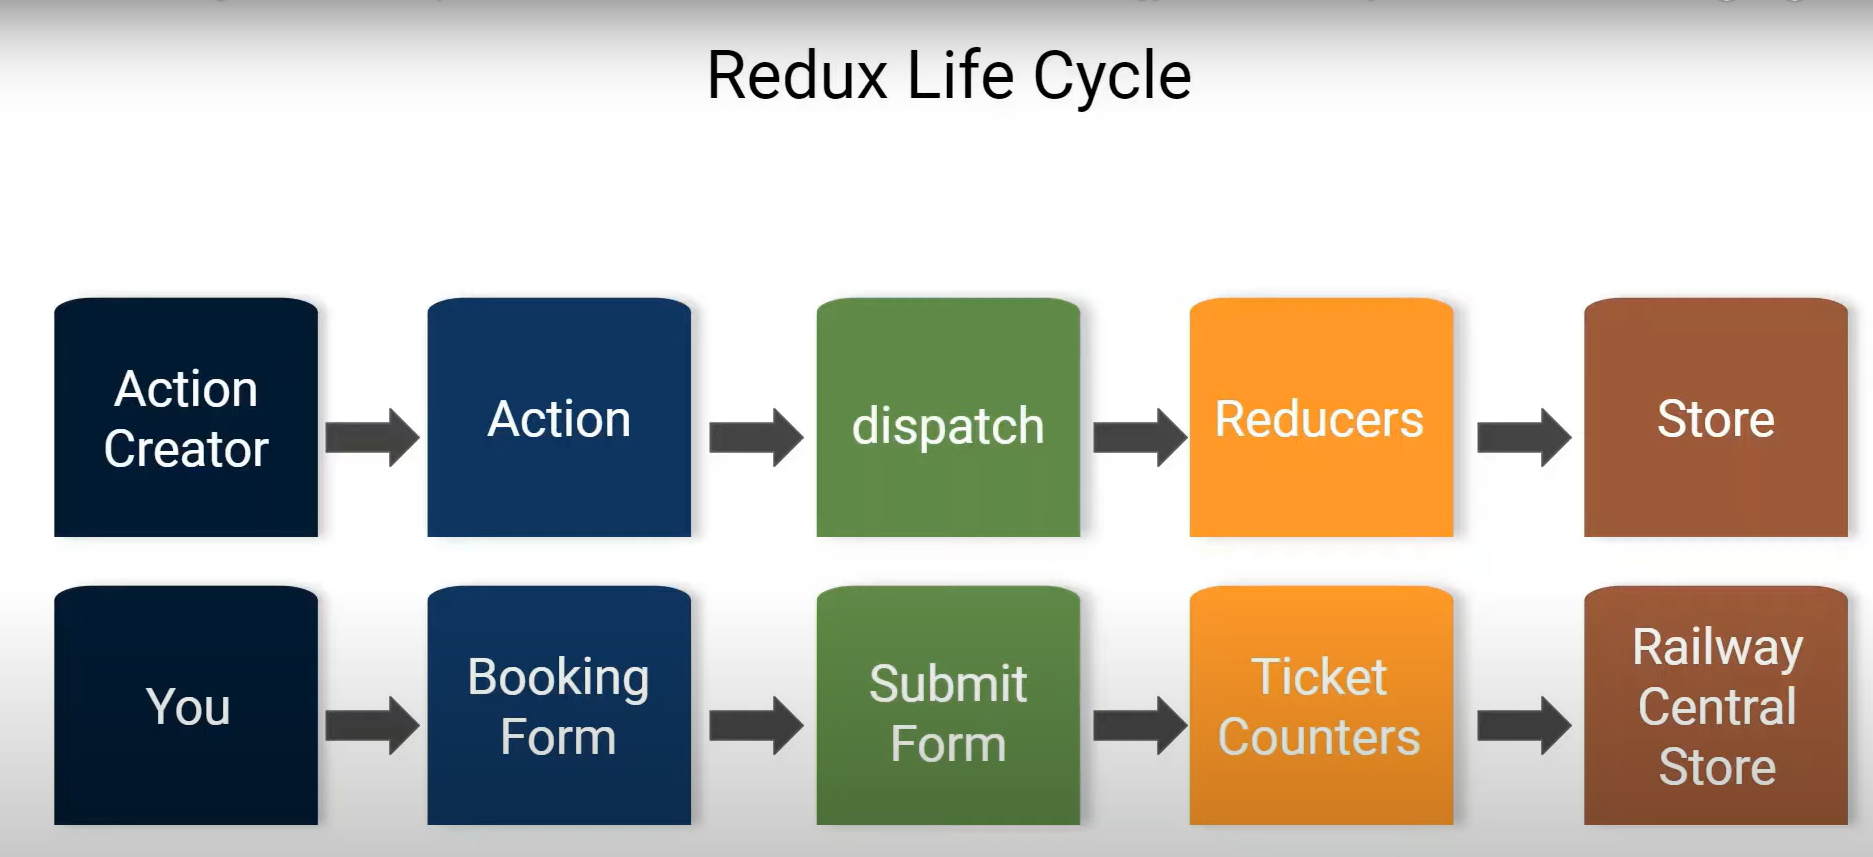 Redux Life Cycle
Action
Creator
Action
dispatch
Reducers
Store
You
Booking
Form
Submit
Form
Ticket
Counters
Railway
Central
Store